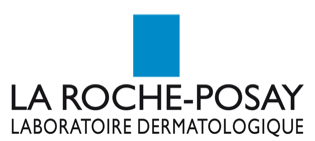 LA ROCHE-POSAY
LABORATOIRE DERMATOLOGIQUE